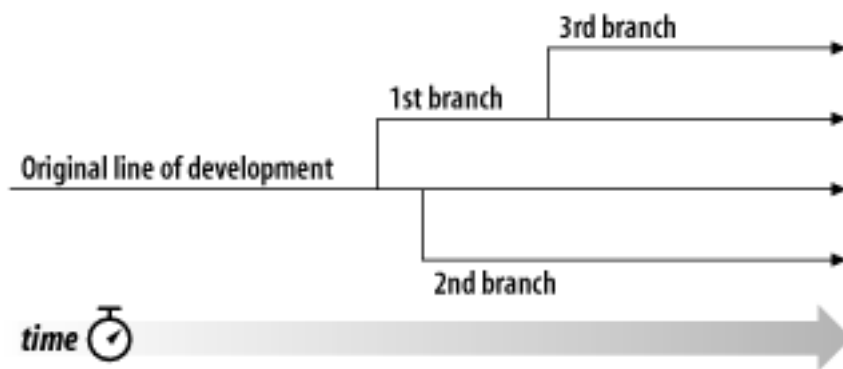 3rd branch
1st branch
Original line of development
2nd branch
time